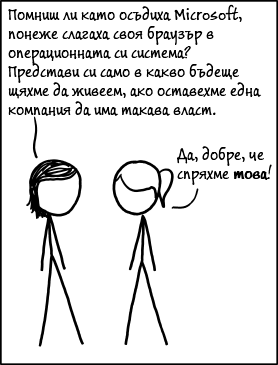 Помниш ли като осъдиха Microsoft,
понеже слагаха своя браузър в
операционната си система?
Представи си само в какво бъдеще
щяхме да живеем, ако оставехме една
компания да има такава власт.
Да, добре, че
спряхме това!